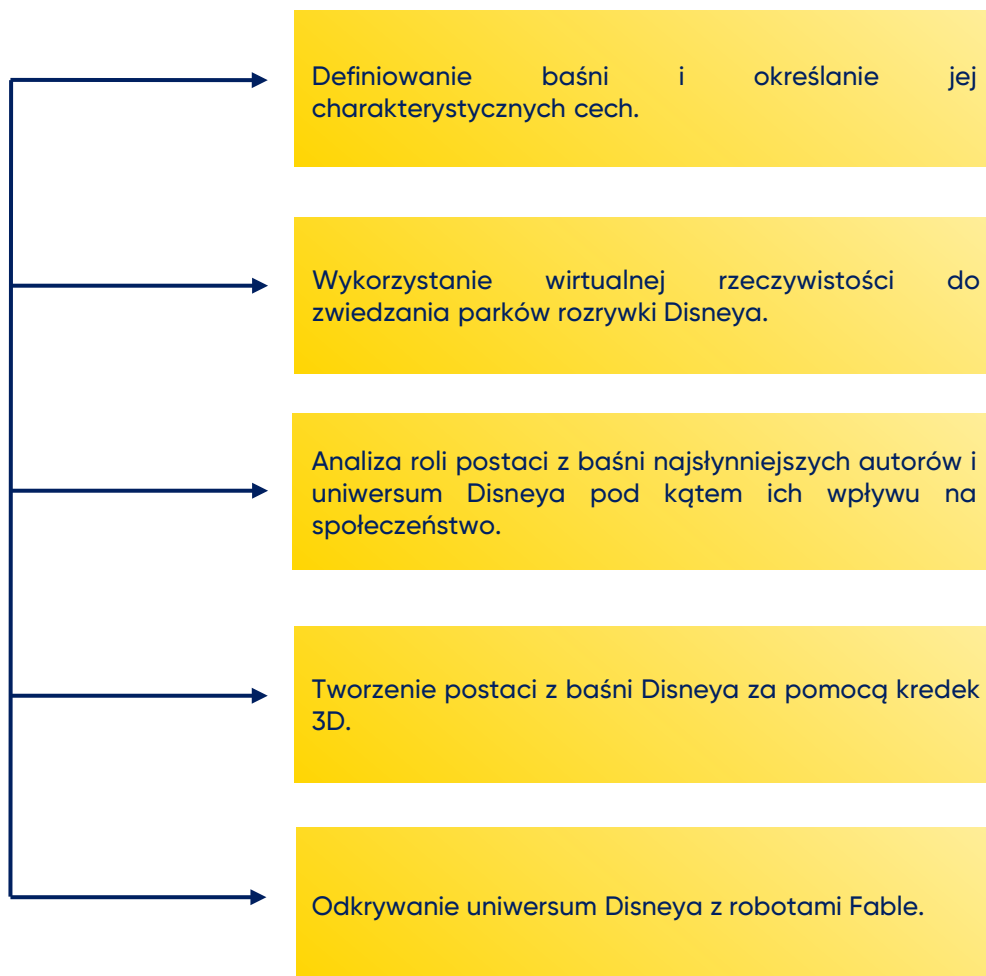 Definiowanie baśni i określanie jej
charakterystycznych cech.
Wykorzystanie wirtualnej rzeczywistości do
zwiedzania parków rozrywki Disneya.
Analiza roli postaci z baśni najsłynniejszych autorów i
uniwersum Disneya pod kątem ich wpływu na
społeczeństwo.
Tworzenie postaci z baśni Disneya za pomocą kredek
3D.
Odkrywanie uniwersum Disneya z robotami Fable.